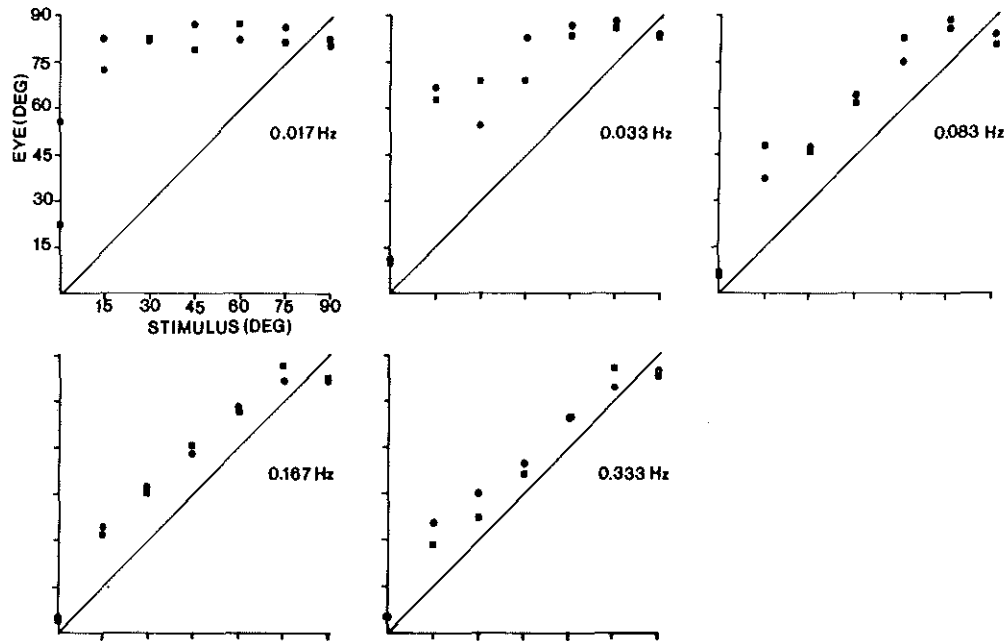 90
75
60
45
30
15
EYE(DEG)
0.017 Hz
15 30 45 60 75 90
STIMULUS (DEG)
0.033 Hz
0.083 Hz
0.167 Hz
0.333 Hz